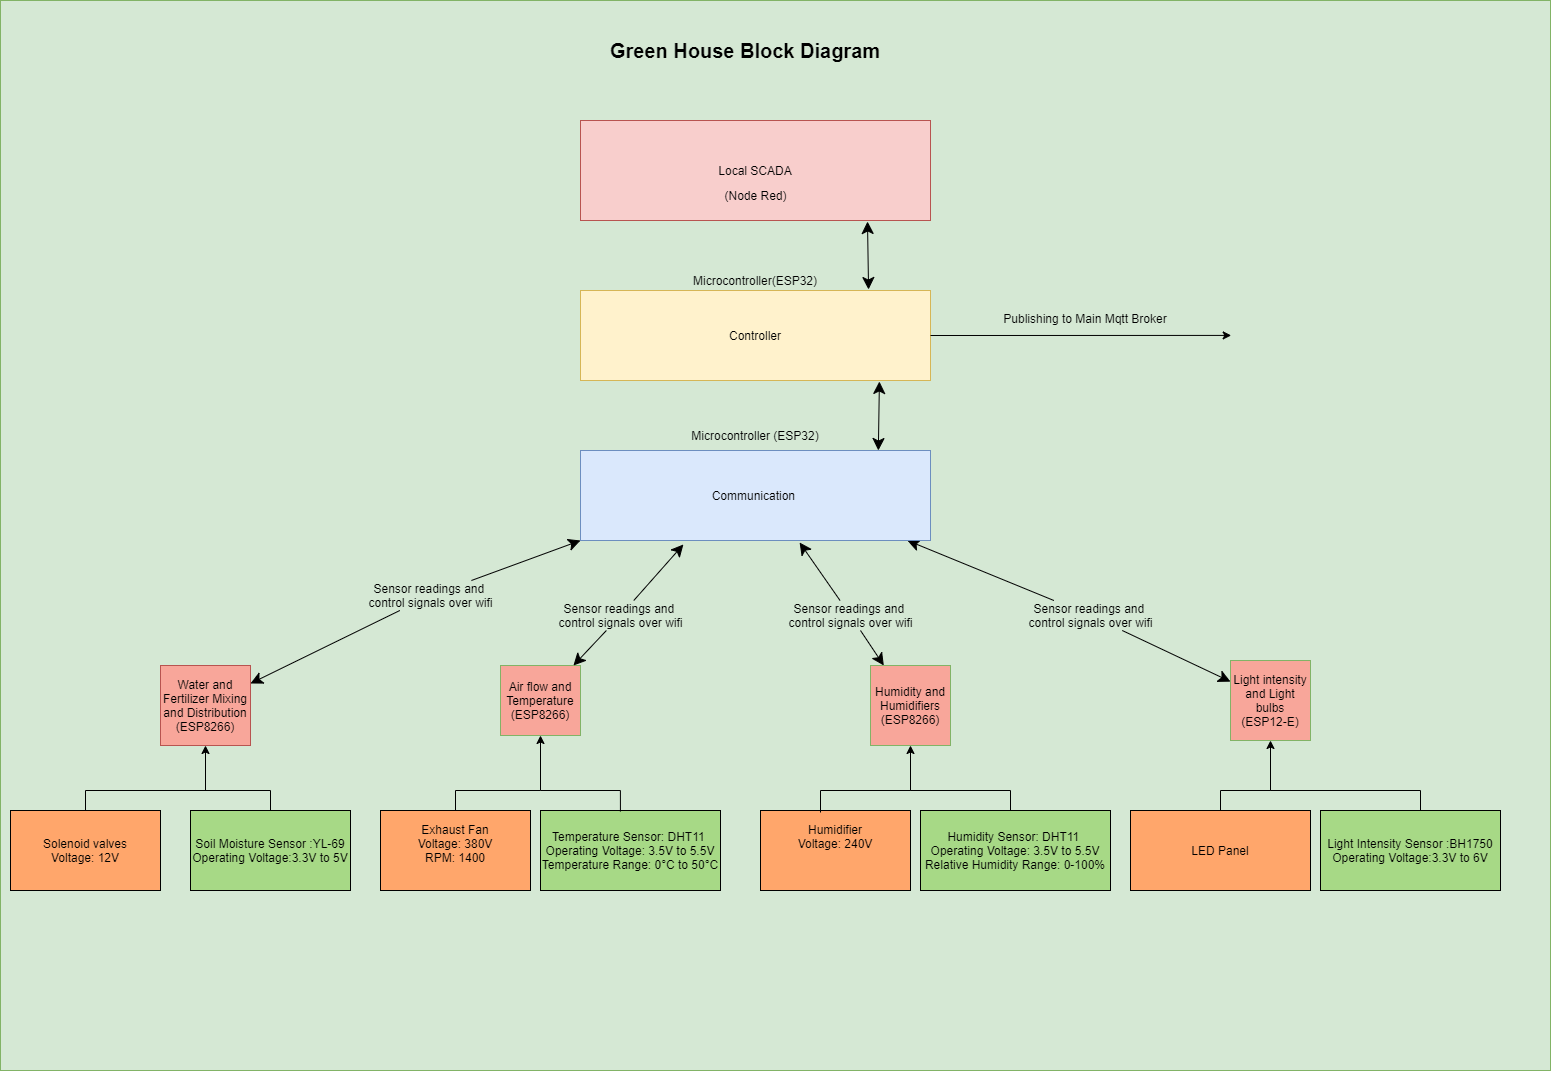 Green House Block Diagram
Local SCADA
(Node Red)
Microcontroller(ESP32)
Controller
Publishing to Main Mqtt Broker
Microcontroller (ESP32)
Communication
Sensor readings and
control signals over wifi
Sensor readings and
control signals over wifi
Sensor readings and
control signals over wifi
Sensor readings and
control signals over wifi
Water and
Fertilizer Mixing
and Distribution
(ESP8266)
Air flow and
Temperature
(ESP8266)
Humidity and
Humidifiers
(ESP8266)
Light intensity
and Light
bulbs
(ESP12-E)
Solenoid valves
Voltage: 12V
Soil Moisture Sensor :YL-69
Operating Voltage:3.3V to 5V
Exhaust Fan
Voltage: 380V
RPM: 1400
Temperature Sensor: DHT11
Operating Voltage: 3.5V to 5.5V
Temperature Range: 0°C to 50°C
Humidifier
Voltage: 240V
Humidity Sensor: DHT11
Operating Voltage: 3.5V to 5.5V
Relative Humidity Range: 0-100%
LED Panel
Light Intensity Sensor :BH1750
Operating Voltage:3.3V to 6V